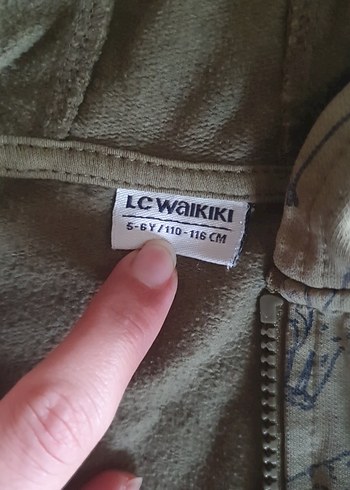 LC WAIKIKI
5-6 Y / 110 - 116 CM